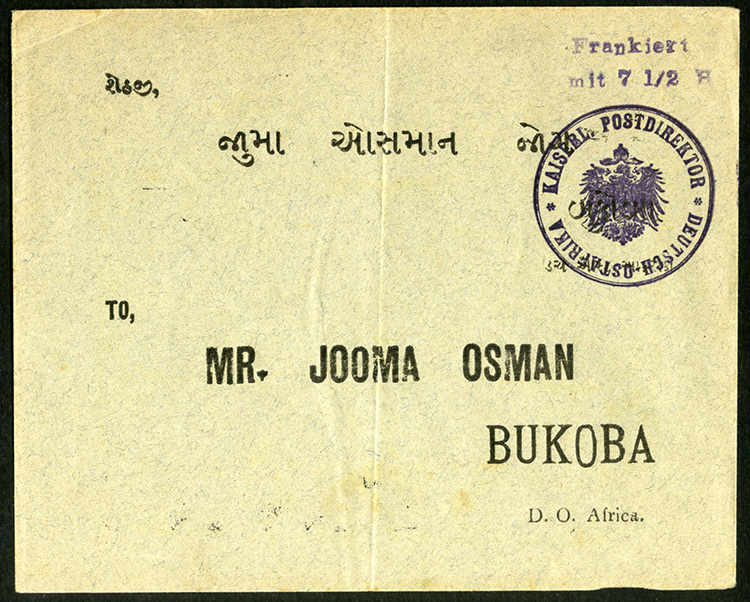 Frankiert
mit 7 1/2 H
શેઠજી,
જુમા ઓસમાન જોગ
* KAISERL. POSTDIREKTOR * DEUTSCH-OSTAFRIKA
TO,
MR. JOOMA OSMAN
BUKOBA
D. O. Africa.